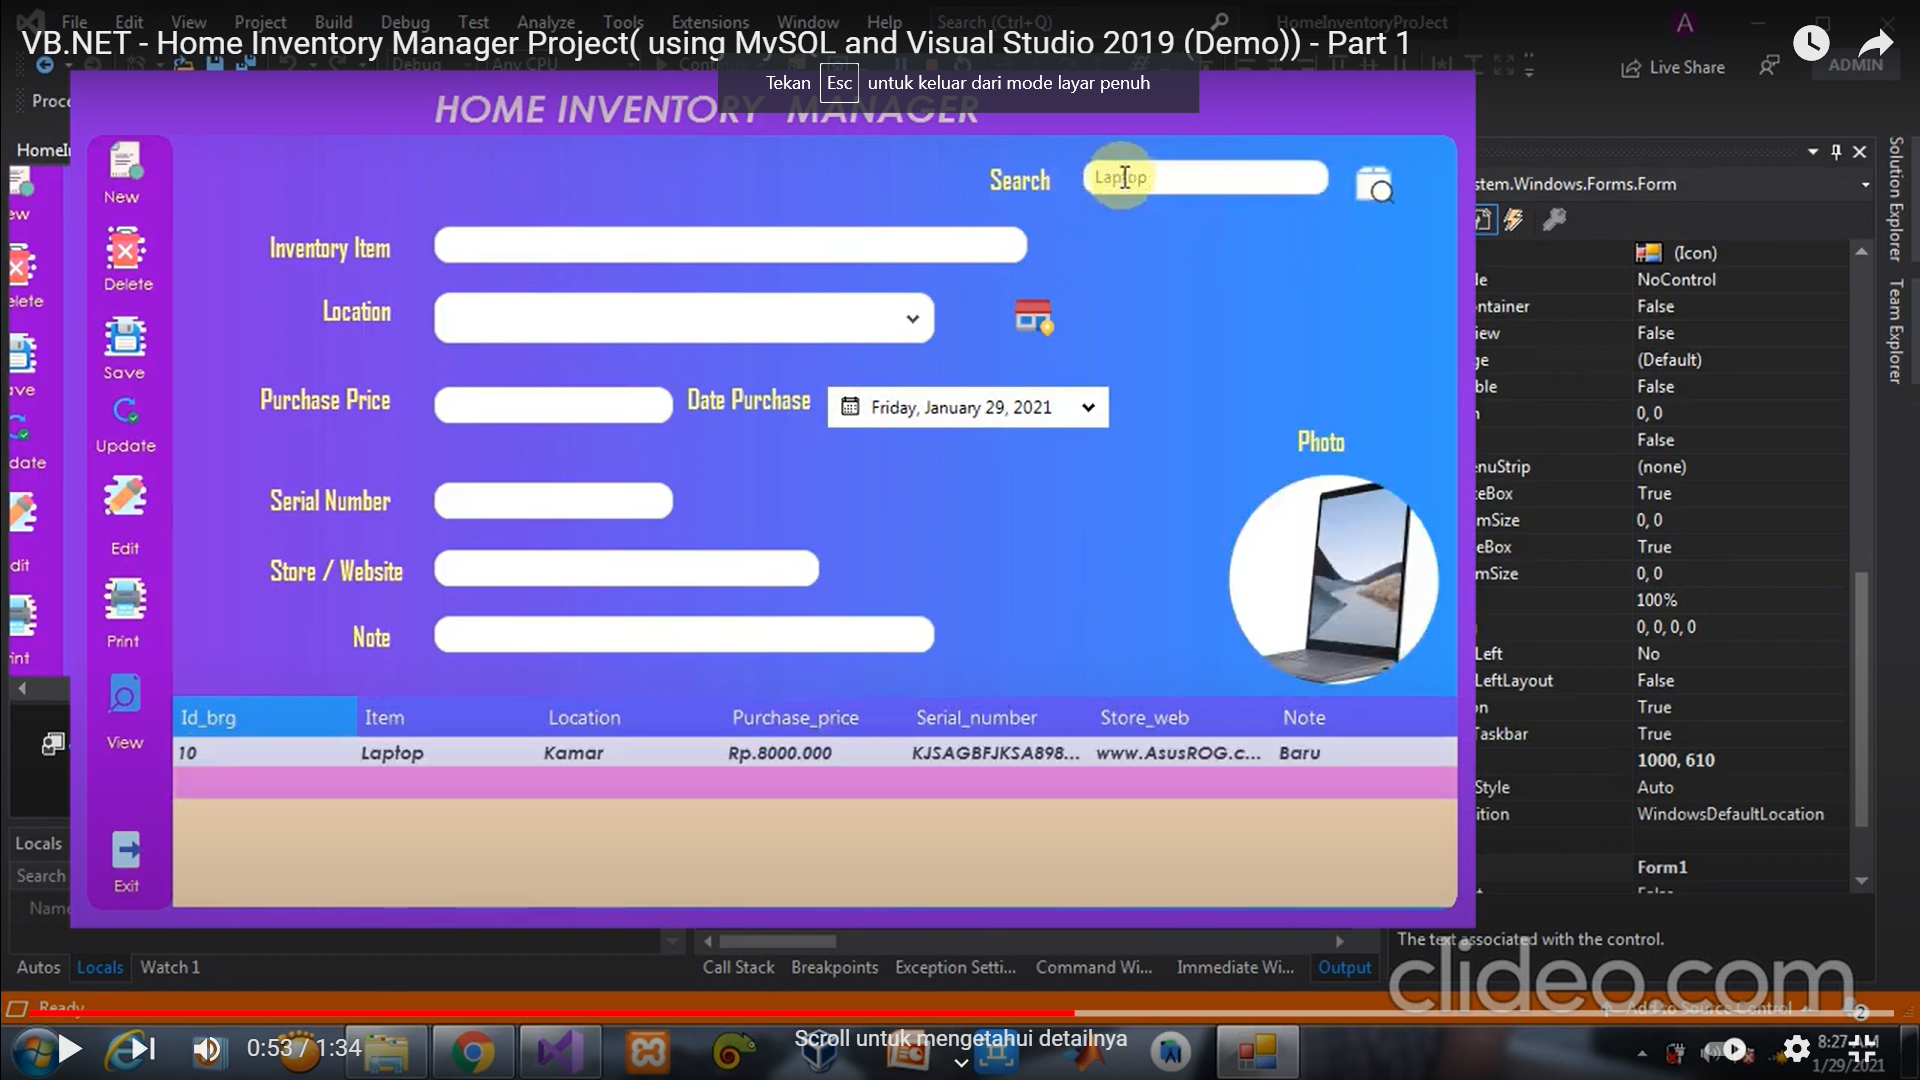 File Edit View Project Build Debug Test Analyze Tools Extensions Window Help Search (Ctrl+Q) HomeInventoryProJect A
VB.NET - Home Inventory Manager Project( using MySQL and Visual Studio 2019 (Demo)) - Part 1
Live Share ADMIN
Tekan Esc untuk keluar dari mode layar penuh
HOME INVENTORY MANAGER
Search Laptop
New
Delete
Save
Update
Edit
Print
View
Exit
Inventory Item
Location
Purchase Price Date Purchase Friday, January 29, 2021
Photo
Serial Number
Store / Website
Note
Id_brg Item Location Purchase_price Serial_number Store_web Note
10 Laptop Kamar Rp.8000.000 KJSAGBFJKSA898... www.AsusROG.c... Baru
stem.Windows.Forms.Form
(Icon)
NoControl
False
False
(Default)
False
0, 0
False
nuStrip (none)
eBox True
mSize 0, 0
eBox True
mSize 0, 0
100%
0, 0, 0, 0
Left No
LeftLayout False
True
Taskbar True
1000, 610
Style Auto
ition WindowsDefaultLocation
Form1
The text associated with the control.
Solution Explorer
Team Explorer
Locals
Search
Name
Autos Locals Watch 1
Call Stack Breakpoints Exception Setti... Command Wi... Immediate Wi... Output
clideo.com
Ready Add to Source Control 2
0:53 / 1:34
Scroll untuk mengetahui detailnya
8:27 AM
1/29/2021